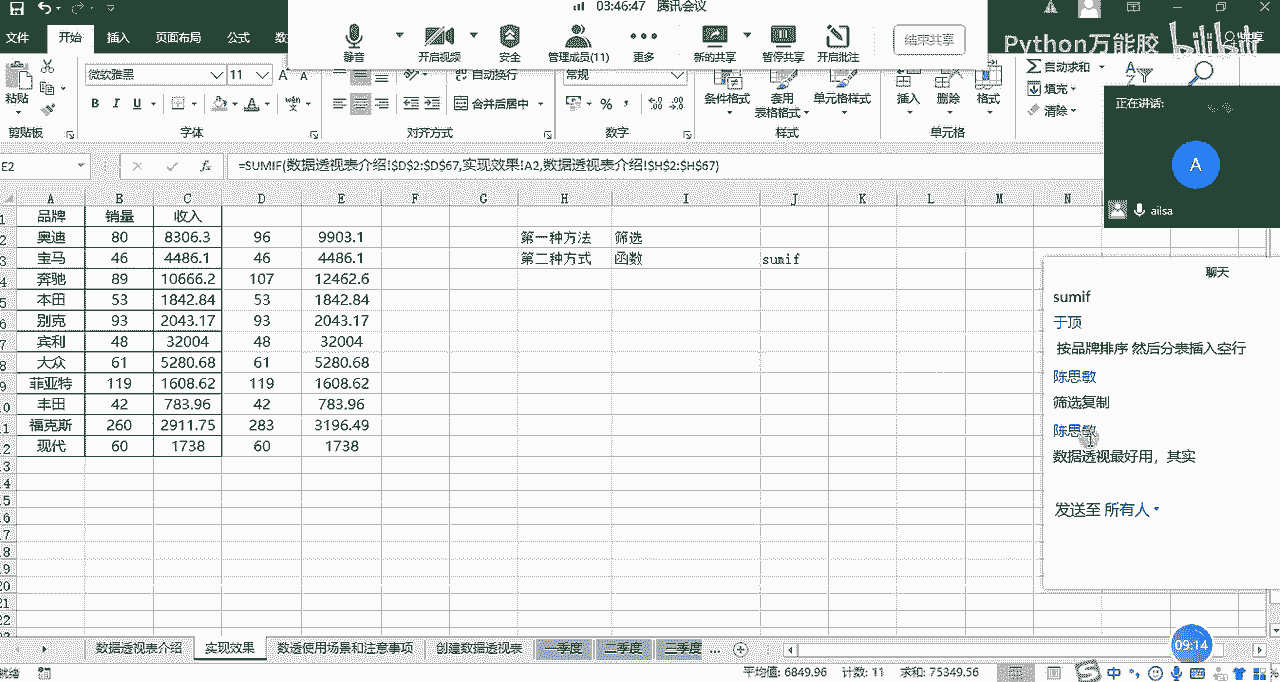 03:46:47 腾讯会议
文件 开始 插入 页面布局 公式 数
静音 开启视频 安全 管理成员(11) 更多 新的共享 暂停共享 开启批注 结束共享
Python万能胶 bilibili
粘贴 微软雅黑 11 自动换行 常规 条件格式 套用 单元格样式 插入 删除 格式 自动求和
B I U 合并后居中 表格格式 填充
清除
剪贴板 字体 对齐方式 数字 样式 单元格
正在讲话:
A
ailsa
E2 fx =SUMIF(数据透视表介绍!$D$2:$D$67,实现效果!A2,数据透视表介绍!$H$2:$H$67)
A B C D E F G H I J K L M N
1 品牌 销量 收入
2 奥迪 80 8306.3 96 9903.1 第一种方法 筛选
3 宝马 46 4486.1 46 4486.1 第二种方式 函数 sumif
4 奔驰 89 10666.2 107 12462.6
5 本田 53 1842.84 53 1842.84
6 别克 93 2043.17 93 2043.17
7 宾利 48 32004 48 32004
8 大众 61 5280.68 61 5280.68
9 菲亚特 119 1608.62 119 1608.62
0 丰田 42 783.96 42 783.96
11 福克斯 260 2911.75 283 3196.49
12 现代 60 1738 60 1738
13
14
15
16
17
18
19
20
21
22
聊天
sumif
于顶
按品牌排序 然后分裱插入空行
陈思敏
筛选复制
陈思敏
数据透视最好用，其实
发送至 所有人
09:14
数据透视表介绍 实现效果 数透使用场景和注意事项 创建数据透视表 一季度 二季度 三季度 ...
就绪 平均值: 6849.96 计数: 11 求和: 75349.56 中